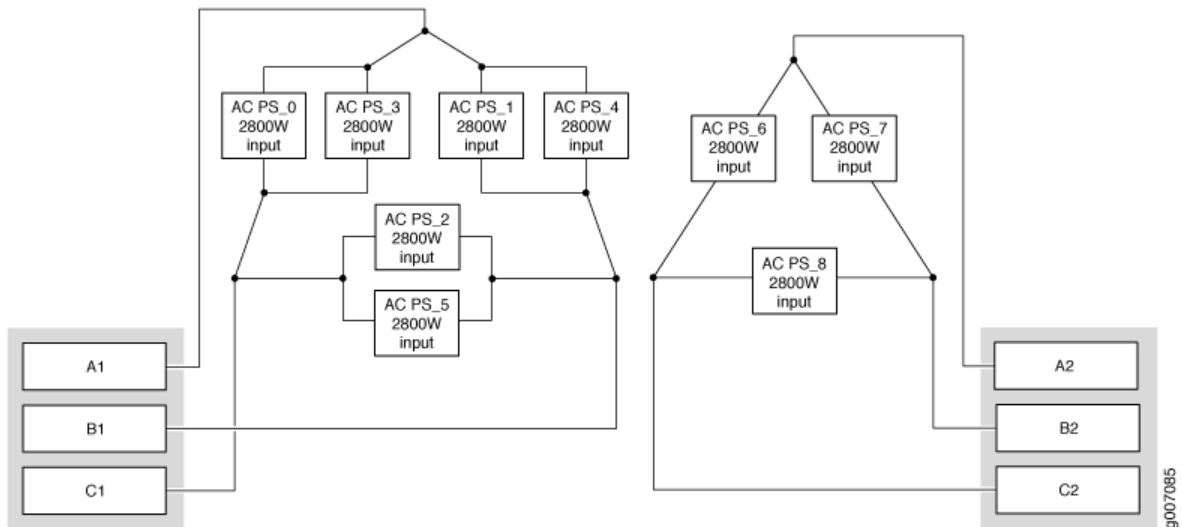 AC PS_0
2800W
input
AC PS_3
2800W
input
AC PS_1
2800W
input
AC PS_4
2800W
input
AC PS_6
2800W
input
AC PS_7
2800W
input
AC PS_2
2800W
input
AC PS_5
2800W
input
AC PS_8
2800W
input
A1
B1
C1
A2
B2
C2
g007085